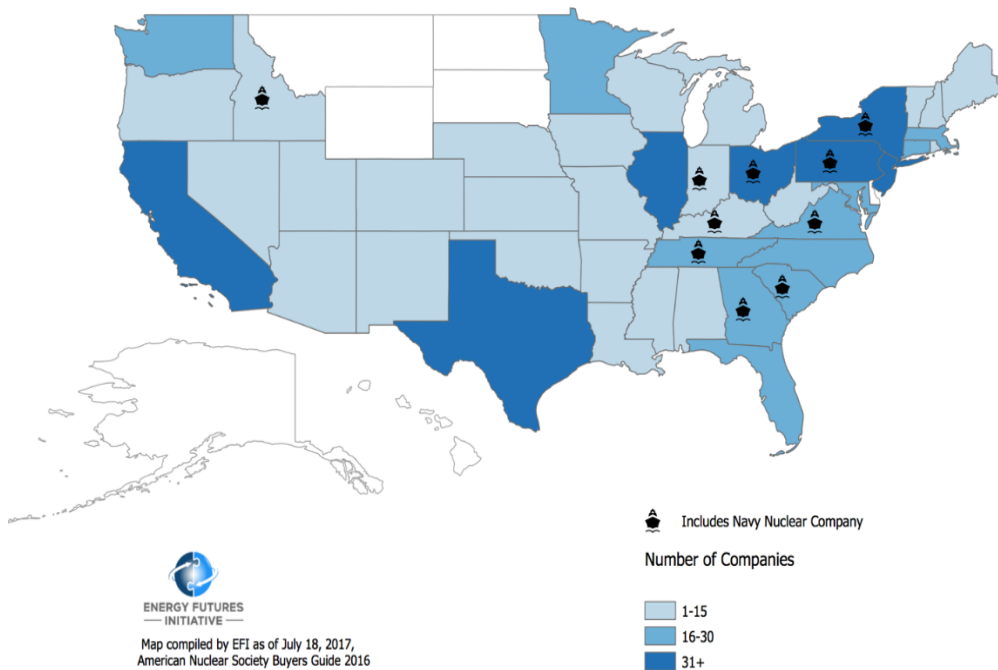 Includes Navy Nuclear Company
Number of Companies
1-15
16-30
31+
ENERGY FUTURES
INITIATIVE
Map compiled by EFI as of July 18, 2017,
American Nuclear Society Buyers Guide 2016